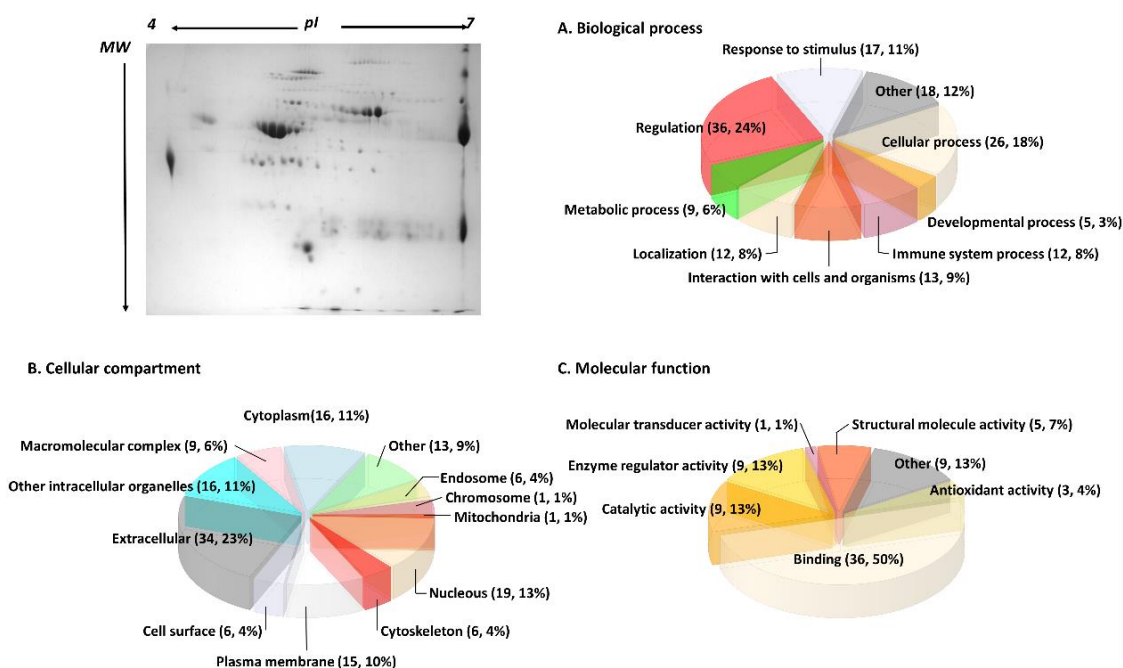 4
pI
7
MW
A. Biological process
Response to stimulus (17, 11%)
Other (18, 12%)
Regulation (36, 24%)
Cellular process (26, 18%)
Metabolic process (9, 6%)
Developmental process (5, 3%)
Localization (12, 8%)
Immune system process (12, 8%)
Interaction with cells and organisms (13, 9%)
B. Cellular compartment
Cytoplasm(16, 11%)
Macromolecular complex (9, 6%)
Other (13, 9%)
Other intracellular organelles (16, 11%)
Endosome (6, 4%)
Chromosome (1, 1%)
Mitochondria (1, 1%)
Extracellular (34, 23%)
Nucleous (19, 13%)
Cell surface (6, 4%)
Cytoskeleton (6, 4%)
Plasma membrane (15, 10%)
C. Molecular function
Molecular transducer activity (1, 1%)
Structural molecule activity (5, 7%)
Enzyme regulator activity (9, 13%)
Other (9, 13%)
Antioxidant activity (3, 4%)
Catalytic activity (9, 13%)
Binding (36, 50%)